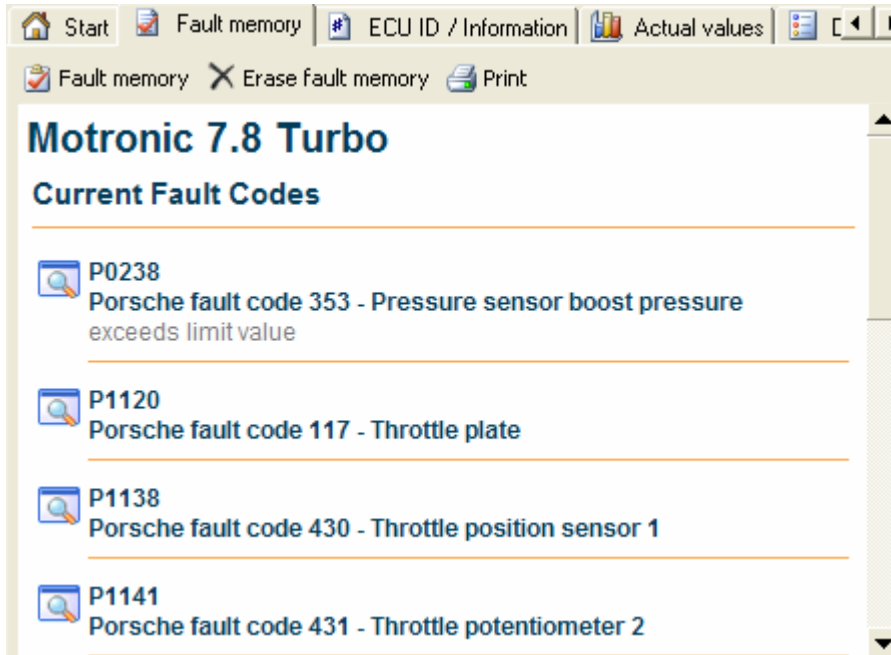 Start Fault memory ECU ID / Information Actual values
Fault memory Erase fault memory Print
Motronic 7.8 Turbo
Current Fault Codes
P0238
Porsche fault code 353 - Pressure sensor boost pressure
exceeds limit value
P1120
Porsche fault code 117 - Throttle plate
P1138
Porsche fault code 430 - Throttle position sensor 1
P1141
Porsche fault code 431 - Throttle potentiometer 2